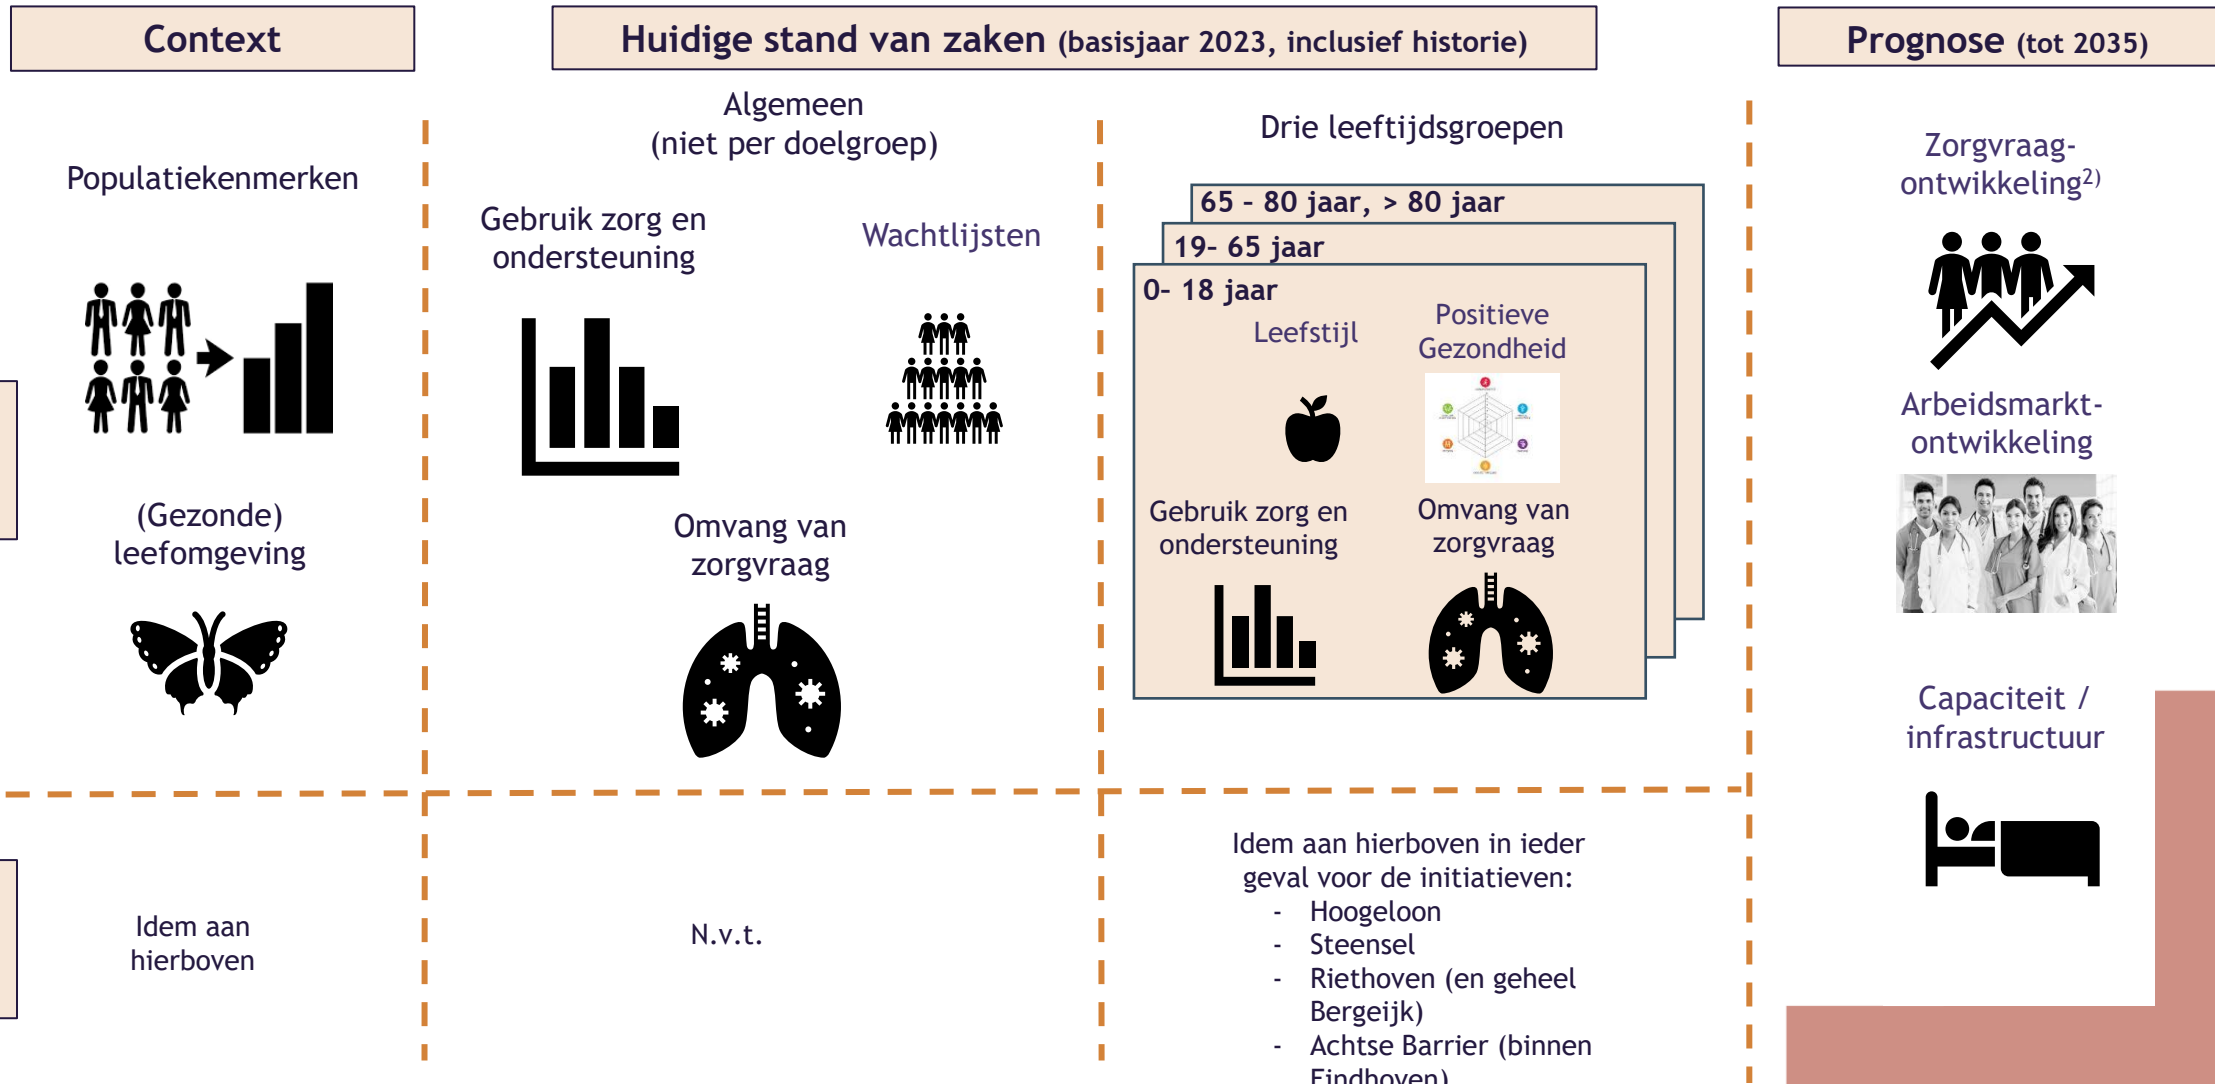 Context
Huidige stand van zaken (basisjaar 2023, inclusief historie)
Prognose (tot 2035)
Populatiekenmerken
(Gezonde)
leefomgeving
Algemeen
(niet per doelgroep)
Gebruik zorg en
ondersteuning
Wachtlijsten
Omvang van
zorgvraag
Drie leeftijdsgroepen
65 – 80 jaar, > 80 jaar
19– 65 jaar
0– 18 jaar
Leefstijl
Positieve
Gezondheid
Gebruik zorg en
ondersteuning
Omvang van
zorgvraag
Zorgvraag-
ontwikkeling2)
Arbeidsmarkt-
ontwikkeling
Capaciteit /
infrastructuur
Idem aan
hierboven
N.v.t.
Idem aan hierboven in ieder
geval voor de initiatieven:
- Hoogeloon
- Steensel
- Riethoven (en geheel
Bergeijk)
- Achtse Barrier (binnen
Eindhoven)